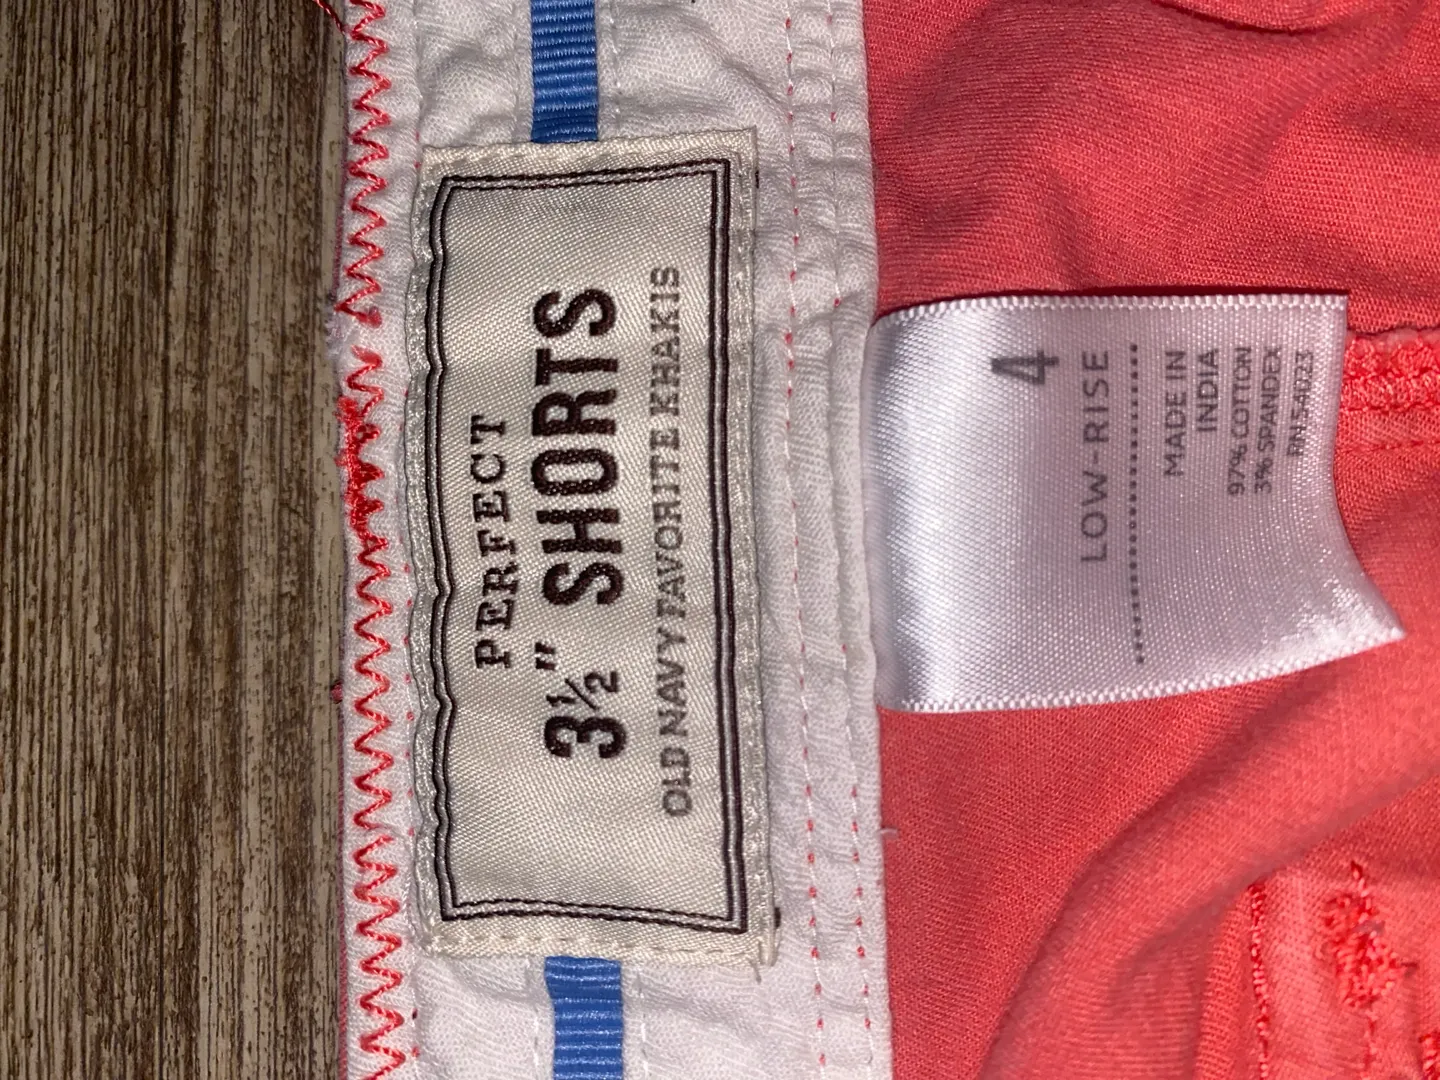 PERFECT
3½" SHORTS
OLD NAVY FAVORITE KHAKIS
4
LOW-RISE
MADE IN
INDIA
97% COTTON
3% SPANDEX
RN 54023